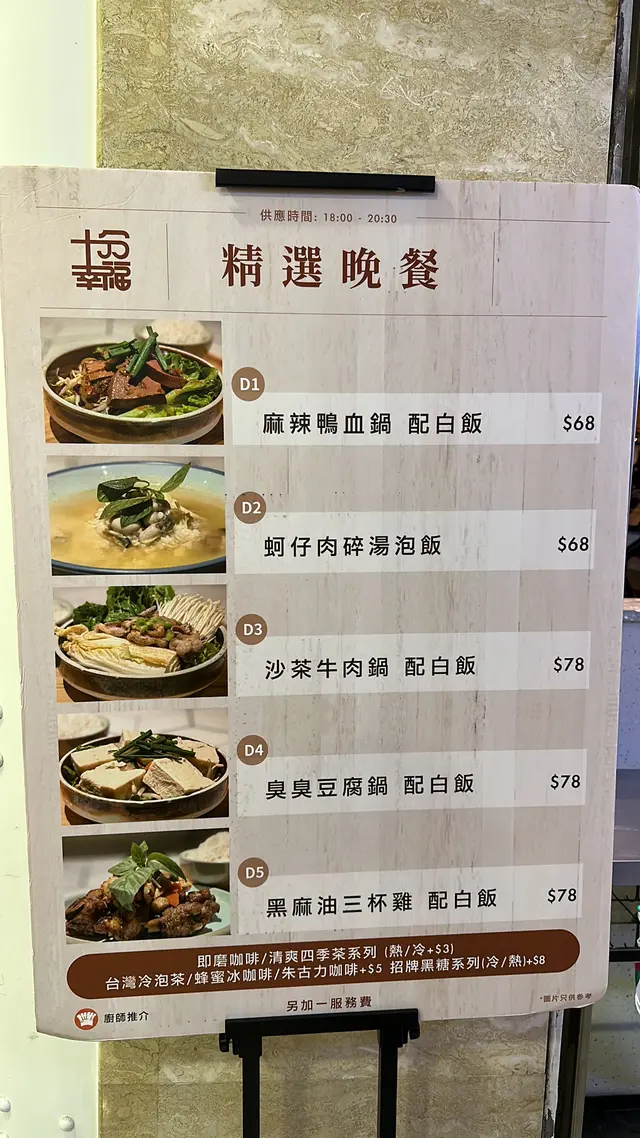 供應時間: 18:00 - 20:30
十分
幸福
精選晚餐
D1
麻辣鴨血鍋 配白飯 $68
D2
蚵仔肉碎湯泡飯 $68
D3
沙茶牛肉鍋 配白飯 $78
D4
臭臭豆腐鍋 配白飯 $78
D5
黑麻油三杯雞 配白飯 $78
即磨咖啡/清爽四季茶系列 (熱/冷+$3)
台灣冷泡茶/蜂蜜冰咖啡/朱古力咖啡+$5 招牌黑糖系列(冷/熱)+$8
另加一服務費
*圖片只供參考
廚師推介